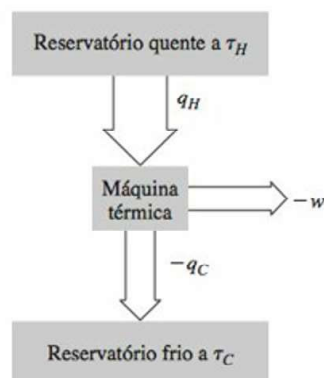 Reservatório quente a τ_H
q_H
Máquina
térmica
−w
−q_C
Reservatório frio a τ_C